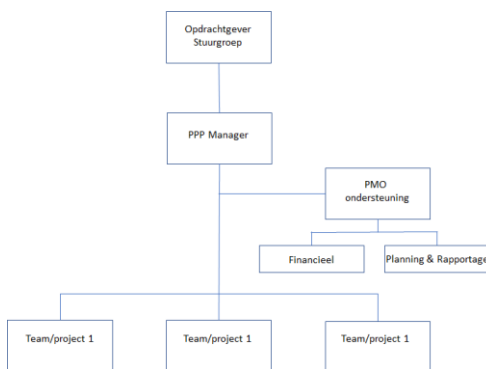 Opdrachtgever
Stuurgroep
PPP Manager
PMO
ondersteuning
Financieel
Planning & Rapportage
Team/project 1
Team/project 1
Team/project 1